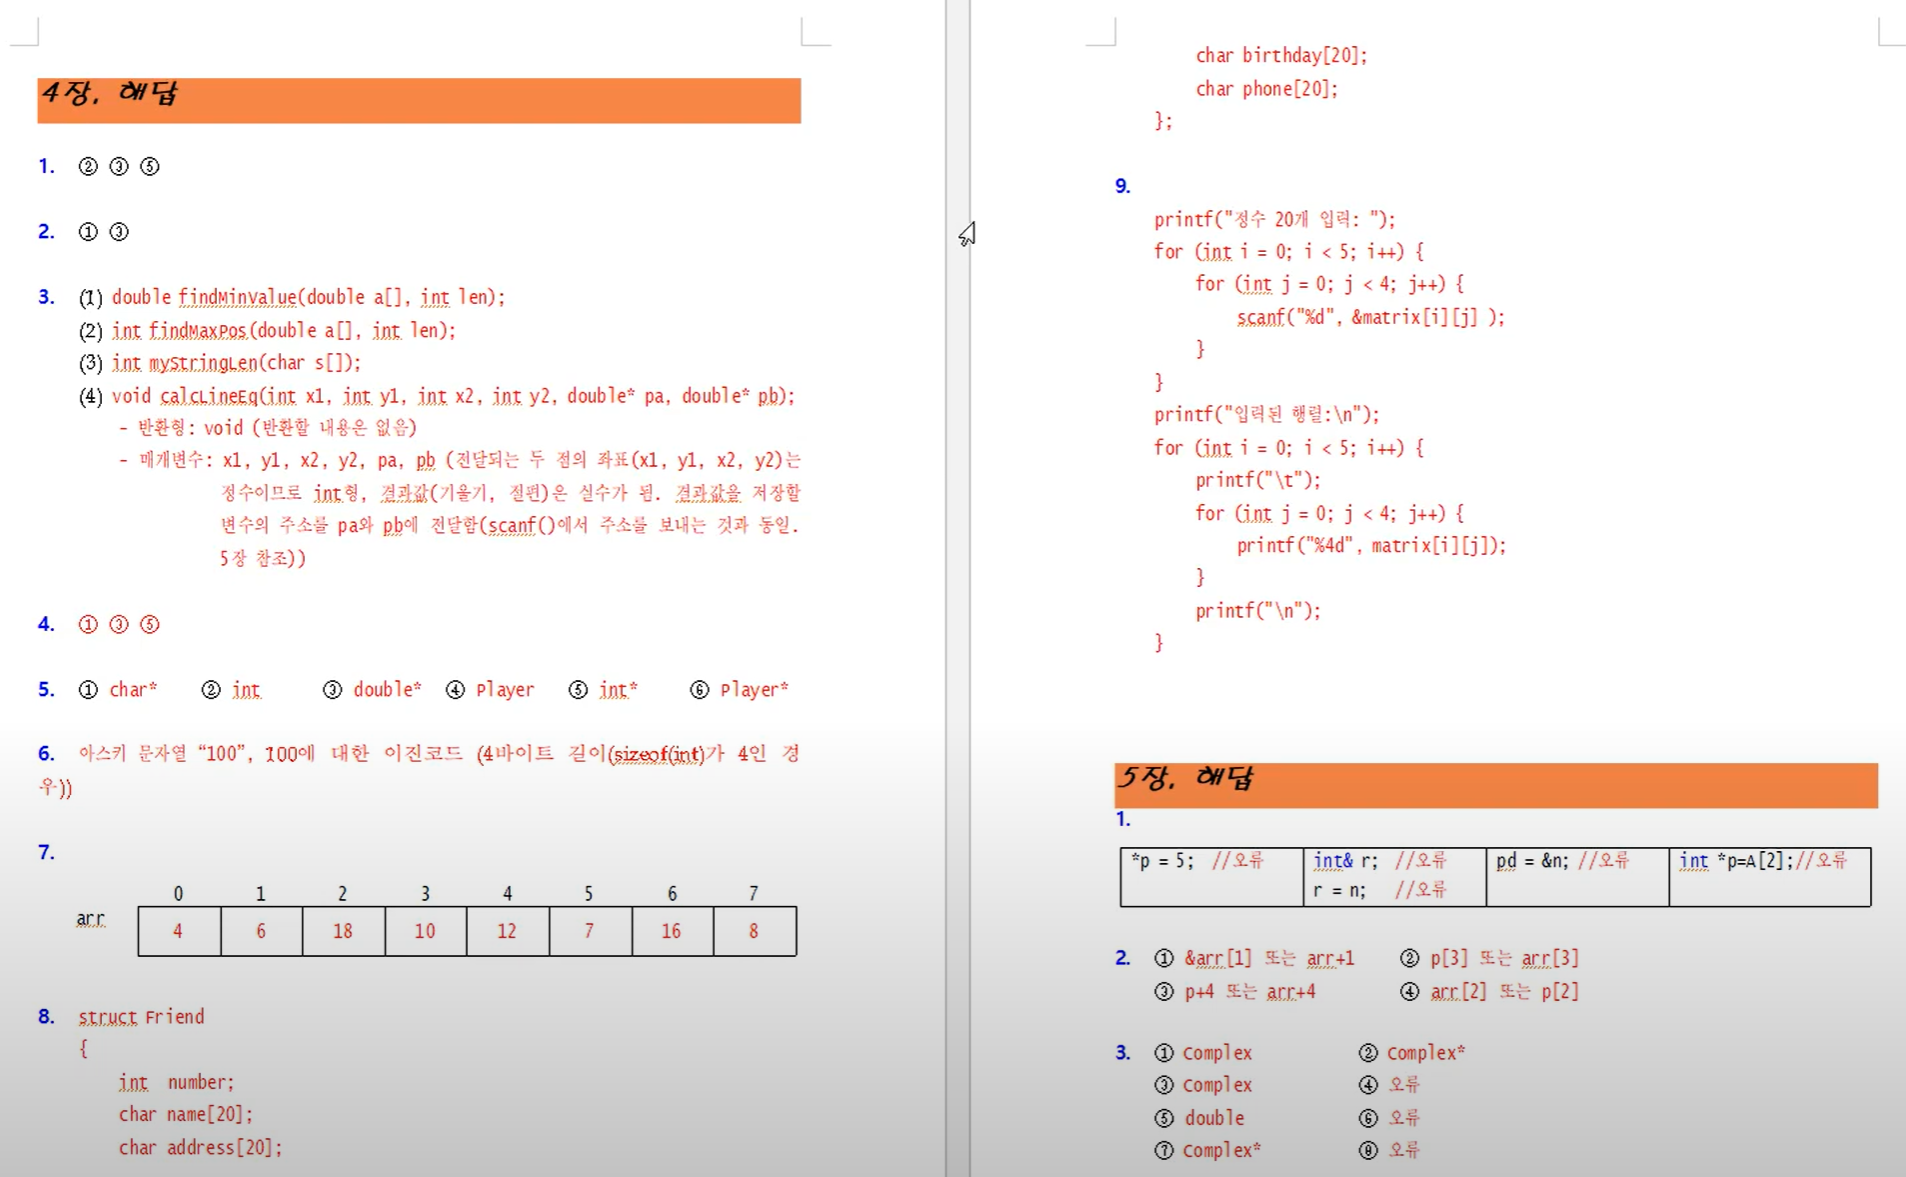 4장. 해답
1. ② ③ ⑤
2. ① ③
3. (1) double findMinValue(double a[], int len);
(2) int findMaxPos(double a[], int len);
(3) int myStringLen(char s[]);
(4) void calcLineEq(int x1, int y1, int x2, int y2, double* pa, double* pb);
- 반환형: void (반환할 내용은 없음)
- 매개변수: x1, y1, x2, y2, pa, pb (전달되는 두 점의 좌표(x1, y1, x2, y2)는
정수이므로 int형, 결과값(기울기, 절편)은 실수가 됨. 결과값을 저장할
변수의 주소를 pa와 pb에 전달함(scanf()에서 주소를 보내는 것과 동일.
5장 참조))
4. ① ③ ⑤
5. ① char* ② int ③ double* ④ Player ⑤ int* ⑥ Player*
6. 아스키 문자열 “100”, 100에 대한 이진코드 (4바이트 길이(sizeof(int)가 4인 경
우))
7.
0 1 2 3 4 5 6 7
arr 4 6 18 10 12 7 16 8
8. struct Friend
{
int number;
char name[20];
char address[20];
char birthday[20];
char phone[20];
};
9.
printf("정수 20개 입력: ");
for (int i = 0; i < 5; i++) {
for (int j = 0; j < 4; j++) {
scanf("%d", &matrix[i][j] );
}
}
printf("입력된 행렬:\n");
for (int i = 0; i < 5; i++) {
printf("\t");
for (int j = 0; j < 4; j++) {
printf("%4d", matrix[i][j]);
}
printf("\n");
}
5장. 해답
1.
*p = 5; //오류 int& r; //오류 pd = &n; //오류 int *p=A[2];//오류
r = n; //오류
2. ① &arr[1] 또는 arr+1 ② p[3] 또는 arr[3]
③ p+4 또는 arr+4 ④ arr[2] 또는 p[2]
3. ① Complex ② Complex*
③ Complex ④ 오류
⑤ double ⑥ 오류
⑦ Complex* ⑧ 오류